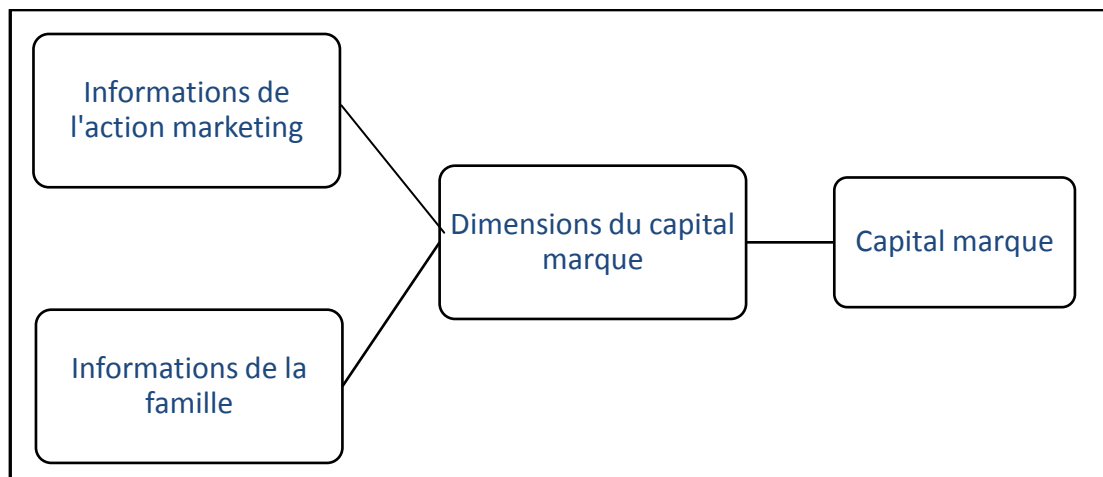 Informations de
l'action marketing
Dimensions du capital
marque
Capital marque
Informations de la
famille